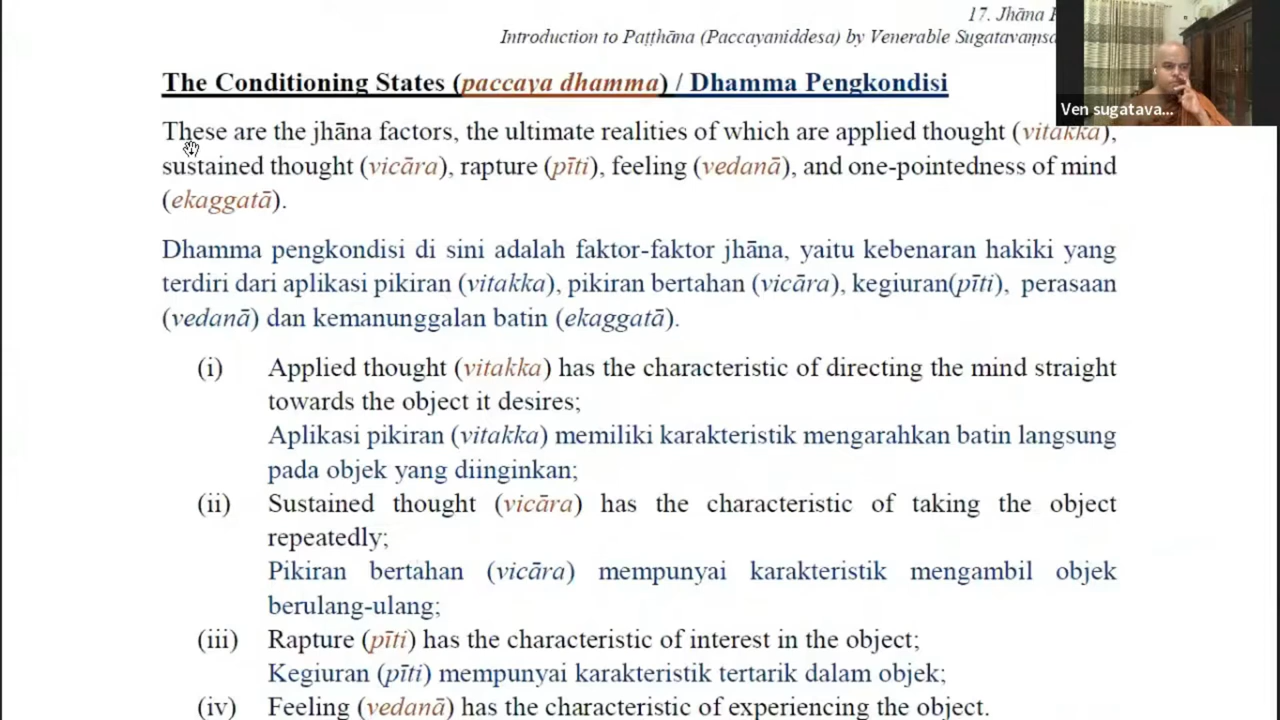 17. Jhāna
Introduction to Paṭṭhāna (Paccayaniddesa) by Venerable Sugatavaṃsa
Ven sugatava...
The Conditioning States (paccaya dhamma) / Dhamma Pengkondisi
These are the jhāna factors, the ultimate realities of which are applied thought (vitakka),
sustained thought (vicāra), rapture (pīti), feeling (vedanā), and one-pointedness of mind
(ekaggatā).
Dhamma pengkondisi di sini adalah faktor-faktor jhāna, yaitu kebenaran hakiki yang
terdiri dari aplikasi pikiran (vitakka), pikiran bertahan (vicāra), kegiuran(pīti), perasaan
(vedanā) dan kemanunggalan batin (ekaggatā).
(i) Applied thought (vitakka) has the characteristic of directing the mind straight
towards the object it desires;
Aplikasi pikiran (vitakka) memiliki karakteristik mengarahkan batin langsung
pada objek yang diinginkan;
(ii) Sustained thought (vicāra) has the characteristic of taking the object
repeatedly;
Pikiran bertahan (vicāra) mempunyai karakteristik mengambil objek
berulang-ulang;
(iii) Rapture (pīti) has the characteristic of interest in the object;
Kegiuran (pīti) mempunyai karakteristik tertarik dalam objek;
(iv) Feeling (vedanā) has the characteristic of experiencing the object.